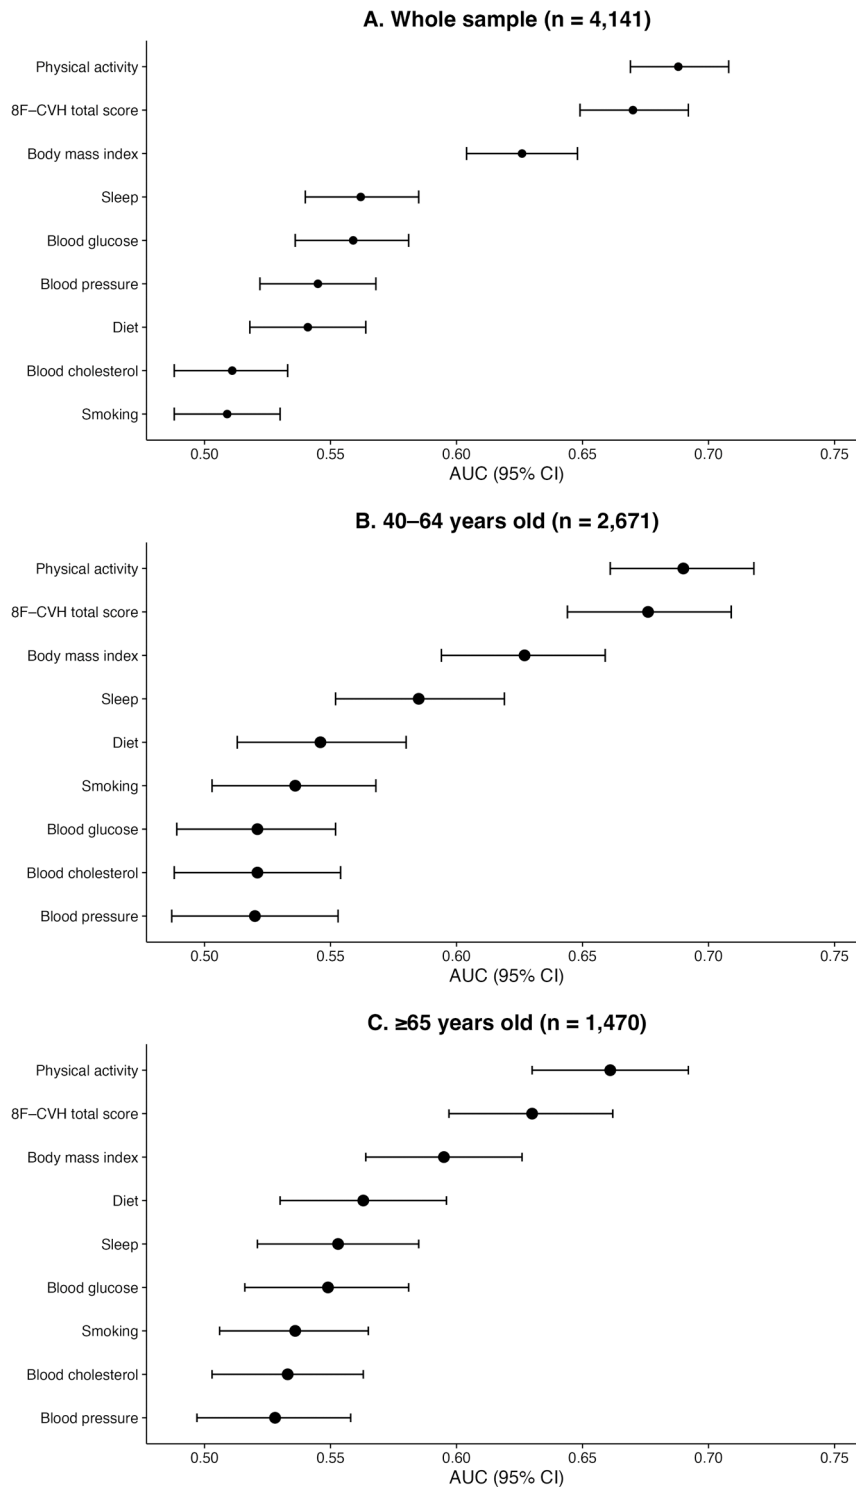 A. Whole sample (n = 4,141)
Physical activity
8F–CVH total score
Body mass index
Sleep
Blood glucose
Blood pressure
Diet
Blood cholesterol
Smoking
0.50 0.55 0.60 0.65 0.70 0.75
AUC (95% CI)
B. 40–64 years old (n = 2,671)
Physical activity
8F–CVH total score
Body mass index
Sleep
Diet
Smoking
Blood glucose
Blood cholesterol
Blood pressure
0.50 0.55 0.60 0.65 0.70 0.75
AUC (95% CI)
C. ≥65 years old (n = 1,470)
Physical activity
8F–CVH total score
Body mass index
Diet
Sleep
Blood glucose
Smoking
Blood cholesterol
Blood pressure
0.50 0.55 0.60 0.65 0.70 0.75
AUC (95% CI)